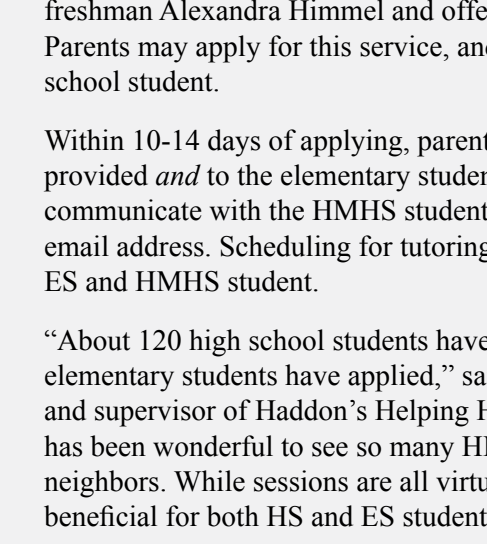 freshman Alexandra Himmel and offe
Parents may apply for this service, an
school student.
Within 10-14 days of applying, parent
provided and to the elementary studen
communicate with the HMHS student
email address. Scheduling for tutoring
ES and HMHS student.
“About 120 high school students have
elementary students have applied,” sa
and supervisor of Haddon’s Helping H
has been wonderful to see so many H
neighbors. While sessions are all virtu
beneficial for both HS and ES student